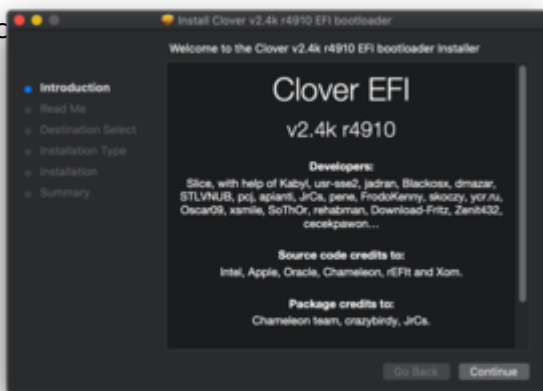 Install Clover v2.4k r4910 EFI bootloader
Welcome to the Clover v2.4k r4910 EFI bootloader Installer
Introduction
Read Me
Destination Select
Installation Type
Installation
Summary
Clover EFI
v2.4k r4910
Developers:
Slice, with help of Kabyl, usr-sse2, jadran, Blackosx, dmazar,
STLVNUB, pcj, apianti, JrCs, pene, FrodoKenny, skoczy, ycr.ru,
Oscar09, xsmile, SoThOr, rehabman, Download-Fritz, Zenit432,
cecekpawon...
Source code credits to:
Intel, Apple, Oracle, Chameleon, rEFIt and Xom.
Package credits to:
Chameleon team, crazybirdy, JrCs.
Go Back
Continue